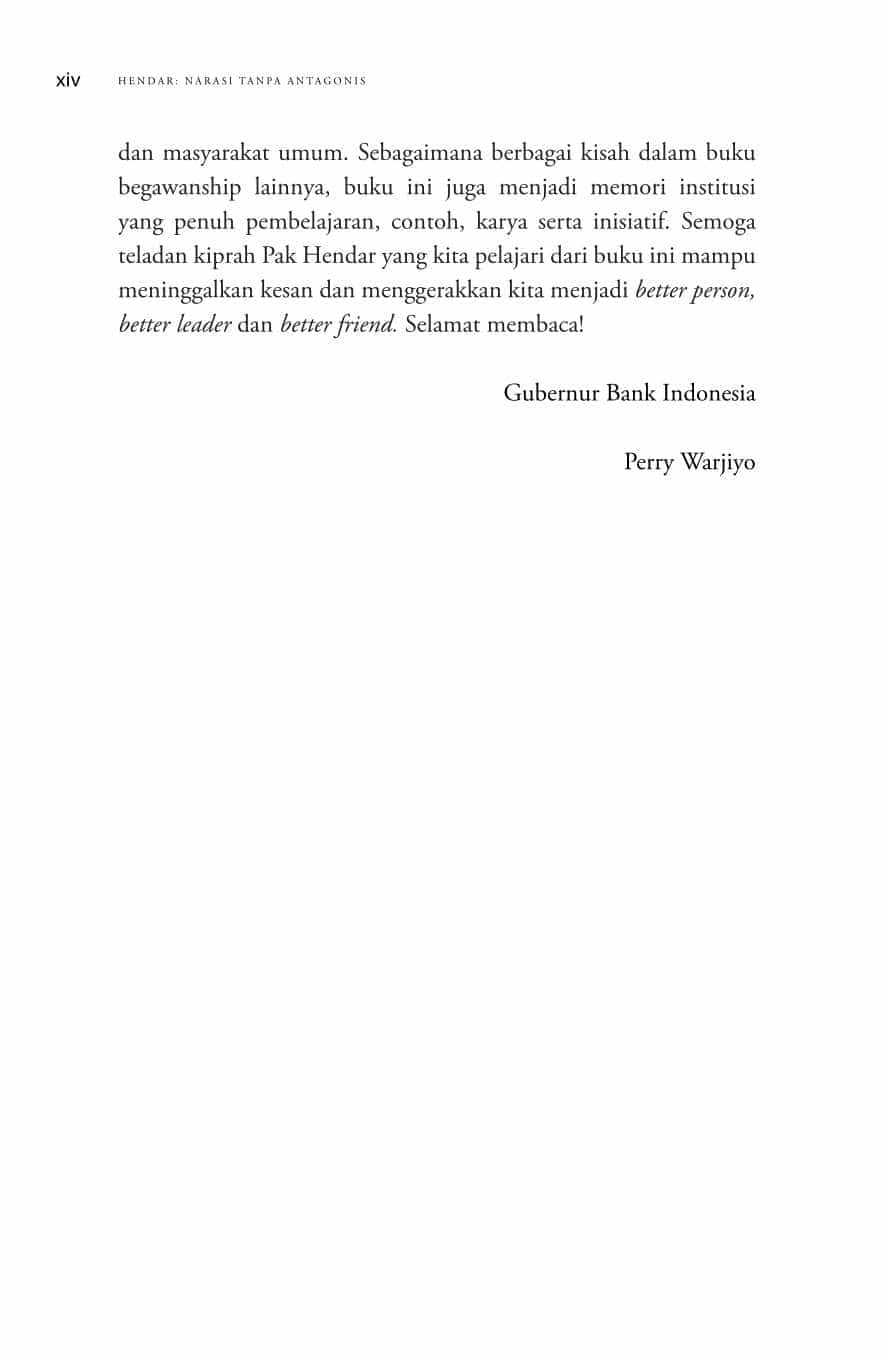 xiv HENDAR: NARASI TANPA ANTAGONIS
dan masyarakat umum. Sebagaimana berbagai kisah dalam buku
begawanship lainnya, buku ini juga menjadi memori institusi
yang penuh pembelajaran, contoh, karya serta inisiatif. Semoga
teladan kiprah Pak Hendar yang kita pelajari dari buku ini mampu
meninggalkan kesan dan menggerakkan kita menjadi better person,
better leader dan better friend. Selamat membaca!
Gubernur Bank Indonesia
Perry Warjiyo